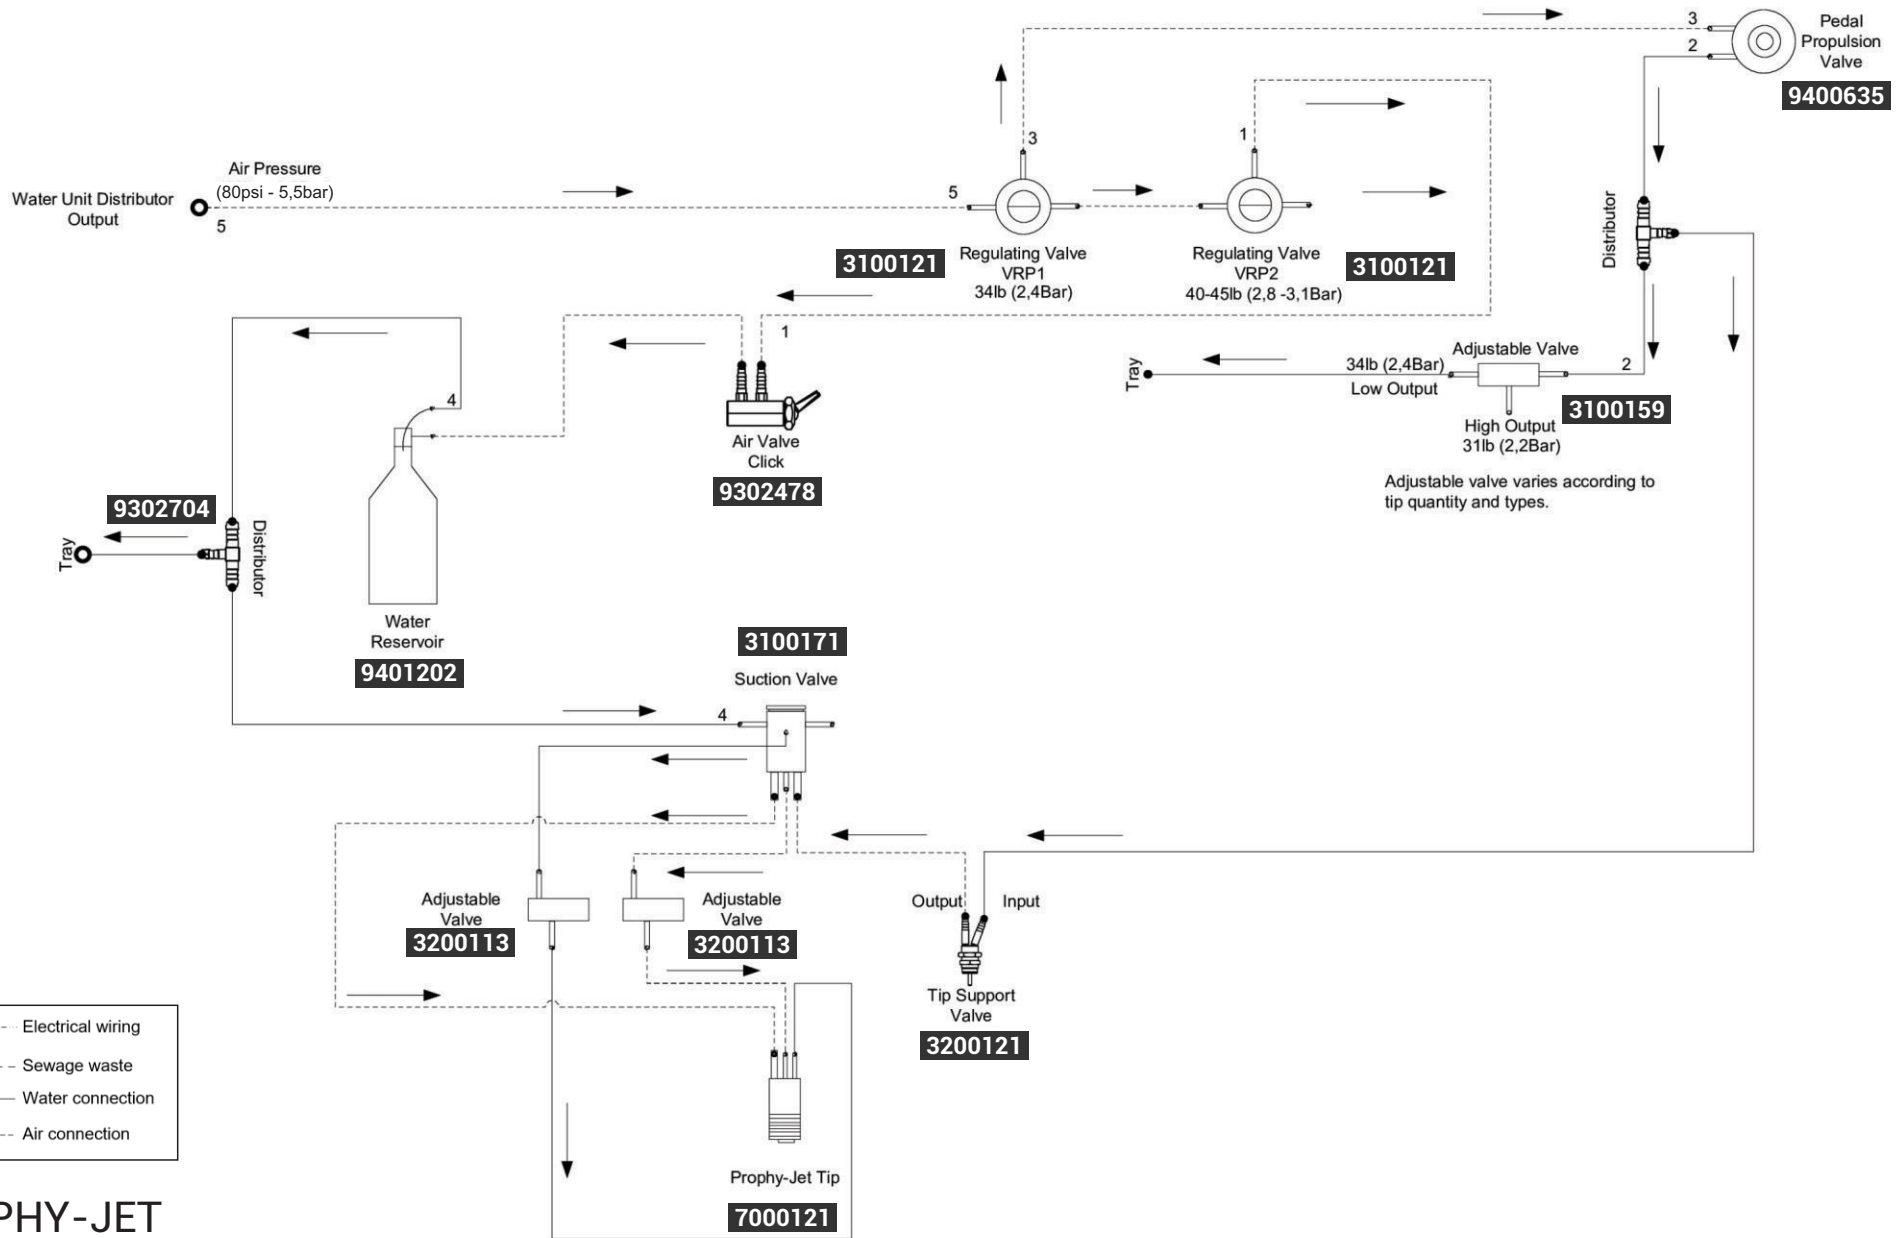 3
2
Pedal
Propulsion
Valve
9400635
Air Pressure
(80psi - 5,5bar)
Water Unit Distributor
Output
5
5
3
1
3100121
Regulating Valve
VRP1
34lb (2,4Bar)
Regulating Valve
VRP2
40-45lb (2,8 -3,1Bar)
3100121
Distributor
1
4
Air Valve
Click
9302478
Tray
34lb (2,4Bar)
Low Output
Adjustable Valve
2
3100159
High Output
31lb (2,2Bar)
Adjustable valve varies according to
tip quantity and types.
9302704
Tray
Distributor
Water
Reservoir
9401202
3100171
Suction Valve
4
Adjustable
Valve
3200113
Adjustable
Valve
3200113
Output
Input
Tip Support
Valve
3200121
Electrical wiring
Sewage waste
Water connection
Air connection
Prophy-Jet Tip
7000121
PHY-JET